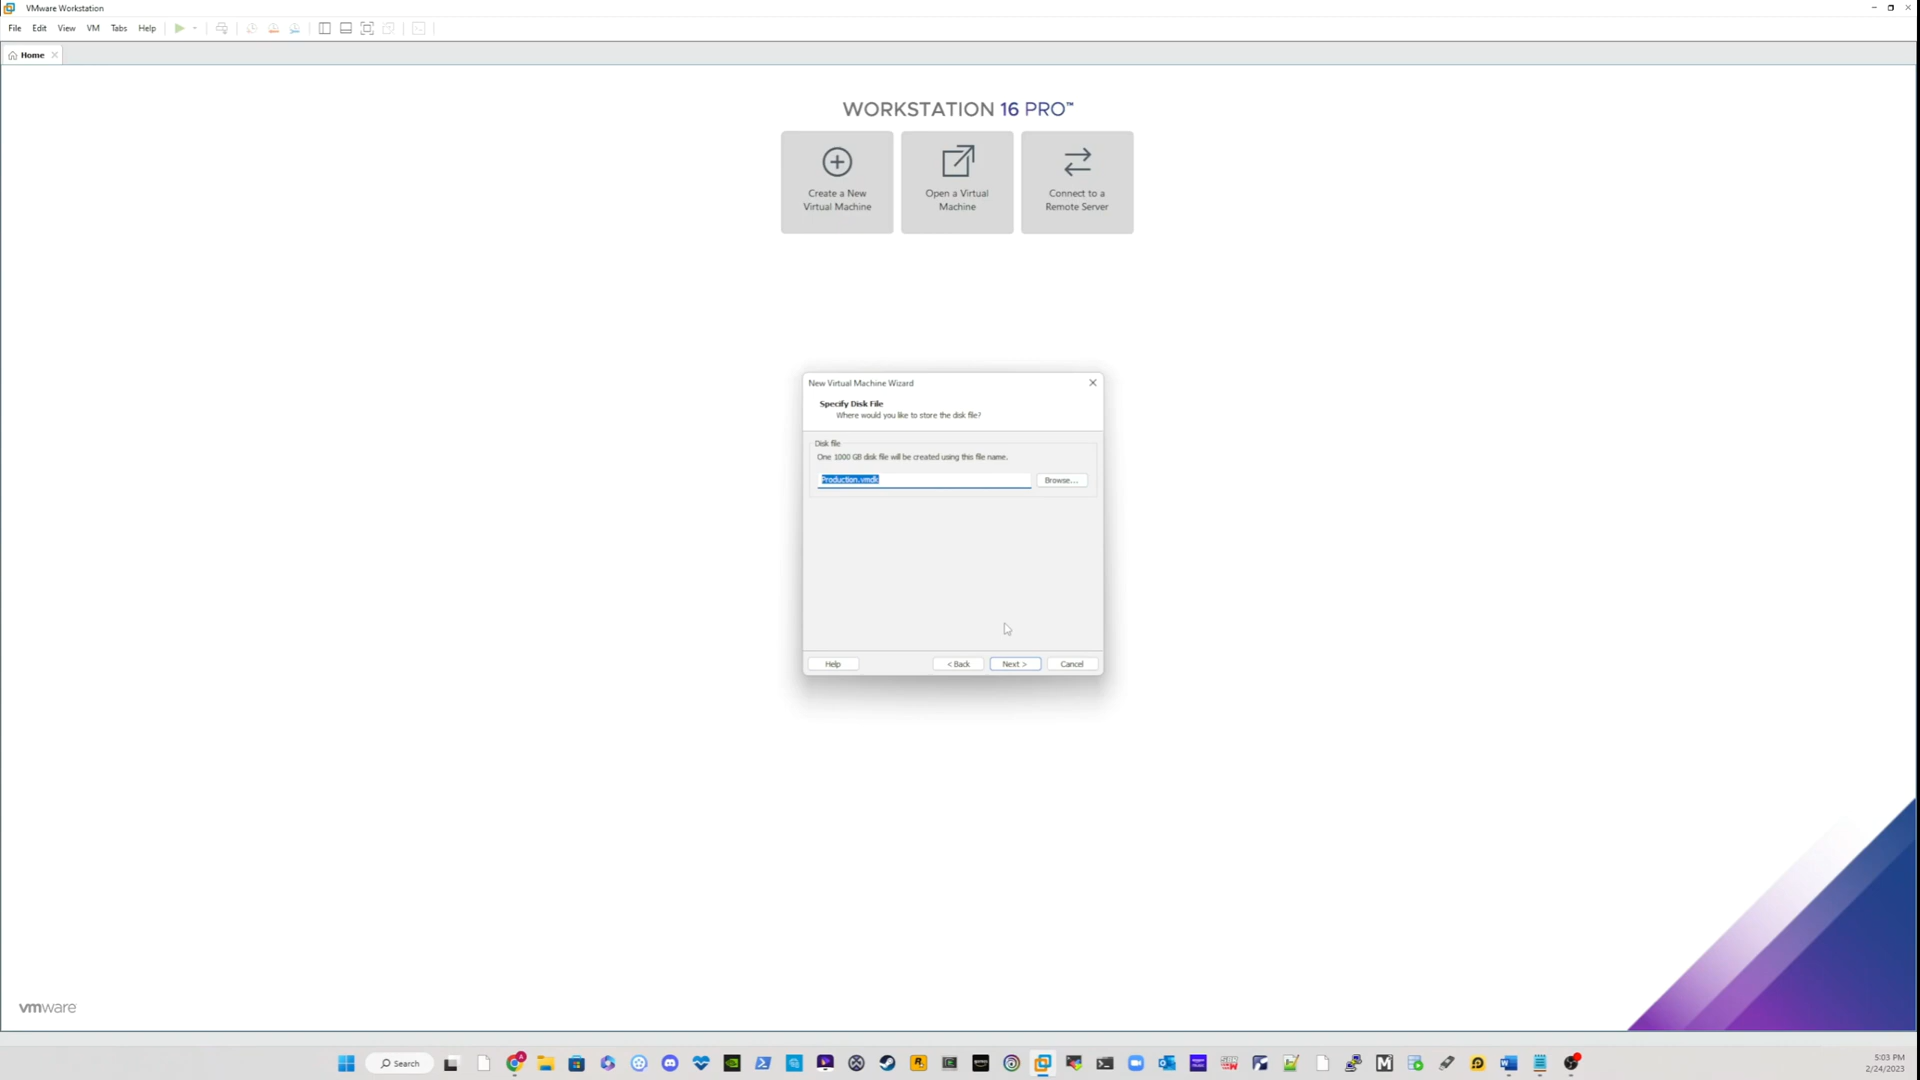 VMware Workstation
File Edit View VM Tabs Help
Home
WORKSTATION 16 PRO™
Create a New
Virtual Machine
Open a Virtual
Machine
Connect to a
Remote Server
New Virtual Machine Wizard
Specify Disk File
Where would you like to store the disk file?
Disk file
One 1000 GB disk file will be created using this file name.
Production.vmdk
Browse...
Help
< Back
Next >
Cancel
vmware
Search
5:03 PM
2/24/2023